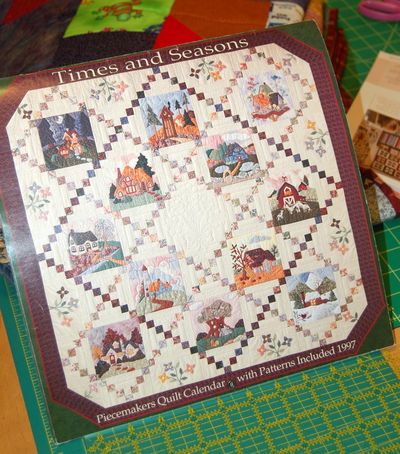 Times and Seasons
Piecemakers Quilt Calendar with Patterns Included 1997